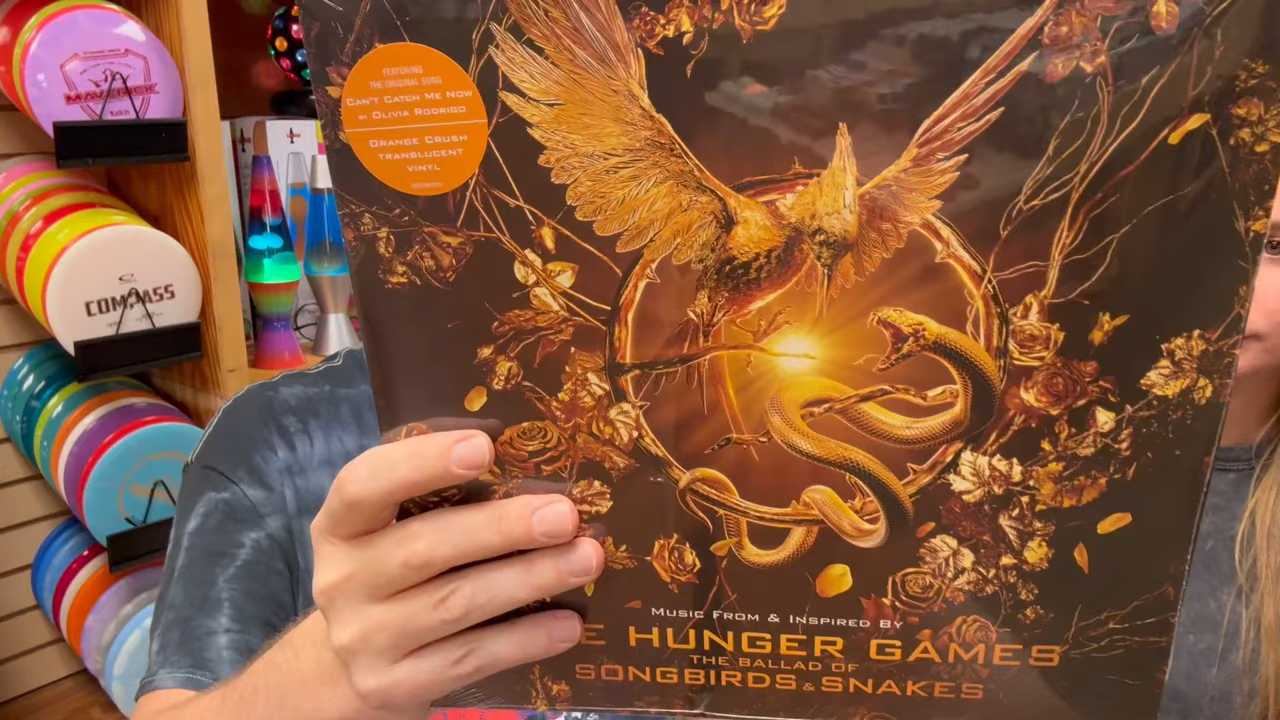 MAVERICK
COMPASS
FEATURING
THE ORIGINAL SONG
CAN'T CATCH ME NOW
BY OLIVIA RODRIGO
ORANGE CRUSH
TRANSLUCENT
VINYL
MUSIC FROM & INSPIRED BY
E HUNGER GAMES
THE BALLAD OF
SONGBIRDS & SNAKES